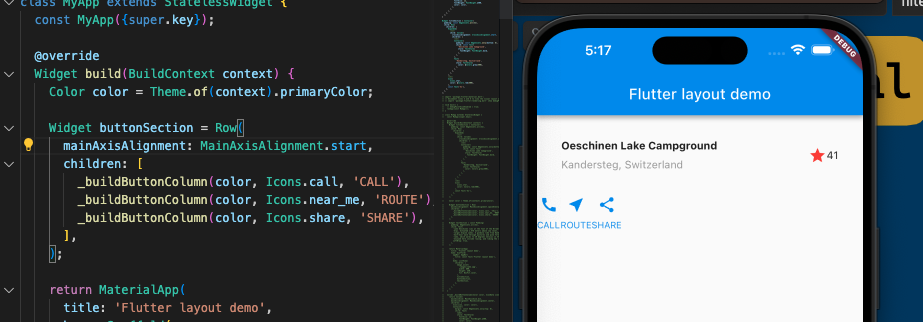 class MyApp extends StatelessWidget {
const MyApp({super.key});
@override
Widget build(BuildContext context) {
Color color = Theme.of(context).primaryColor;
Widget buttonSection = Row(
mainAxisAlignment: MainAxisAlignment.start,
children: [
_buildButtonColumn(color, Icons.call, 'CALL'),
_buildButtonColumn(color, Icons.near_me, 'ROUTE')
_buildButtonColumn(color, Icons.share, 'SHARE'),
],
);
return MaterialApp(
title: 'Flutter layout demo',
5:17
DEBUG
Flutter layout demo
Oeschinen Lake Campground
41
Kandersteg, Switzerland
CALLROUTESHARE